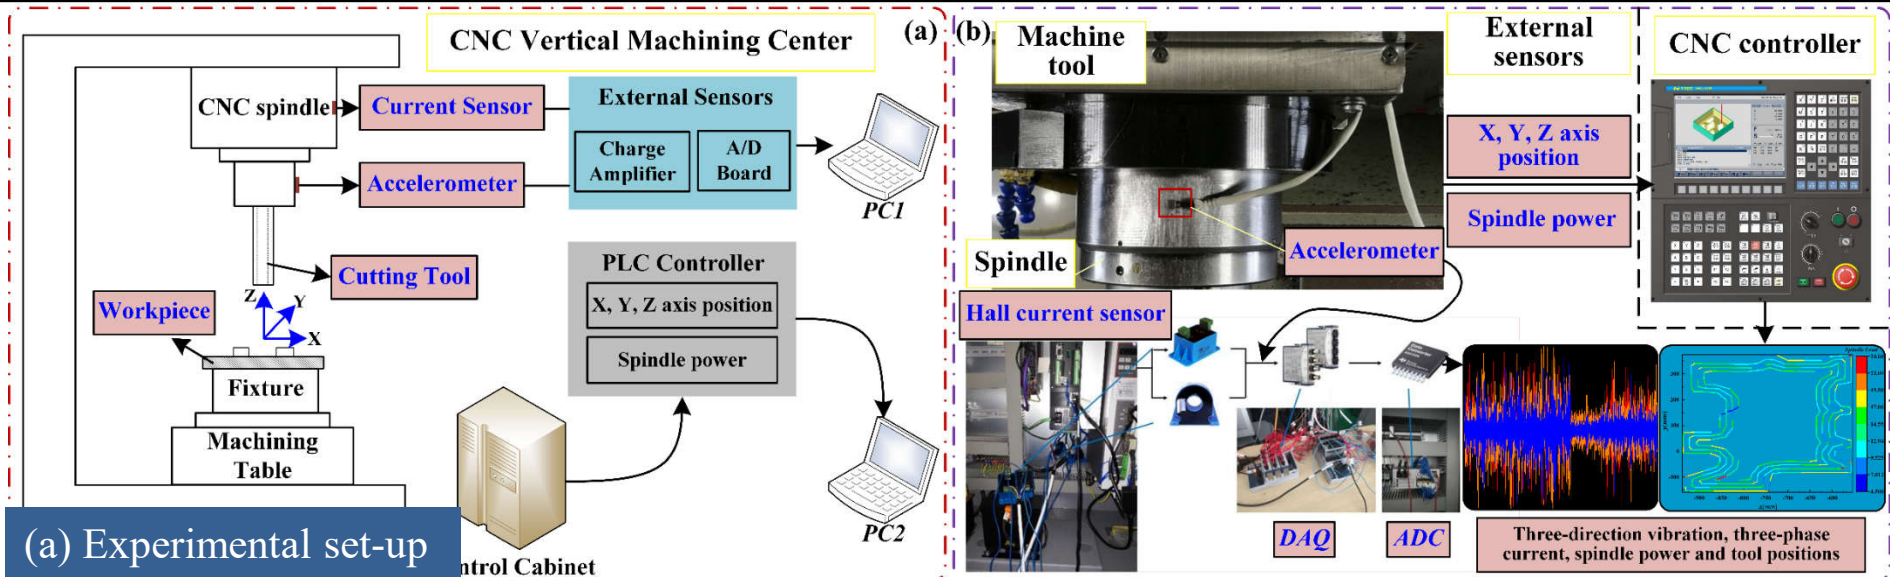 CNC Vertical Machining Center
(a)
CNC spindle
Current Sensor
External Sensors
Charge
Amplifier
A/D
Board
Accelerometer
PC1
Cutting Tool
PLC Controller
X, Y, Z axis position
Spindle power
Z
Y
X
Workpiece
Fixture
Machining
Table
PC2
ntrol Cabinet
(a) Experimental set-up
(b)
Machine
tool
External
sensors
CNC controller
X, Y, Z axis
position
Spindle power
Accelerometer
Spindle
Hall current sensor
DAQ
ADC
Three-direction vibration, three-phase
current, spindle power and tool positions